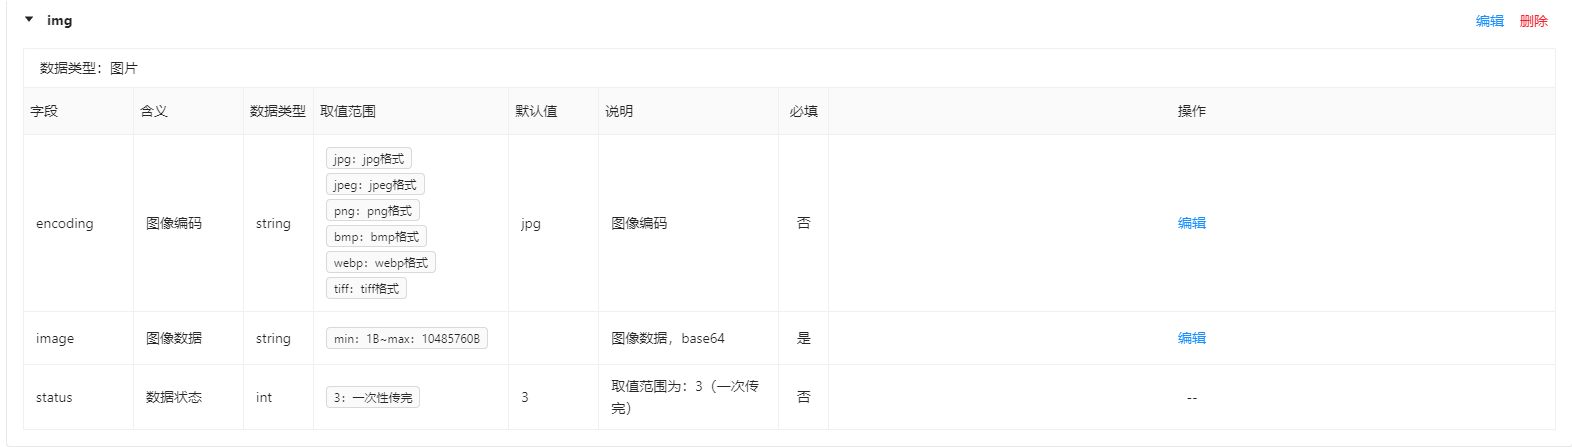 img 编辑 删除
数据类型：图片
字段 含义 数据类型 取值范围 默认值 说明 必填 操作
encoding 图像编码 string jpg：jpg格式 jpg 图像编码 否 编辑
jpeg：jpeg格式
png：png格式
bmp：bmp格式
webp：webp格式
tiff：tiff格式
image 图像数据 string min：1B~max：10485760B 图像数据，base64 是 编辑
status 数据状态 int 3：一次性传完 3 取值范围为：3（一次传 否 --
完）